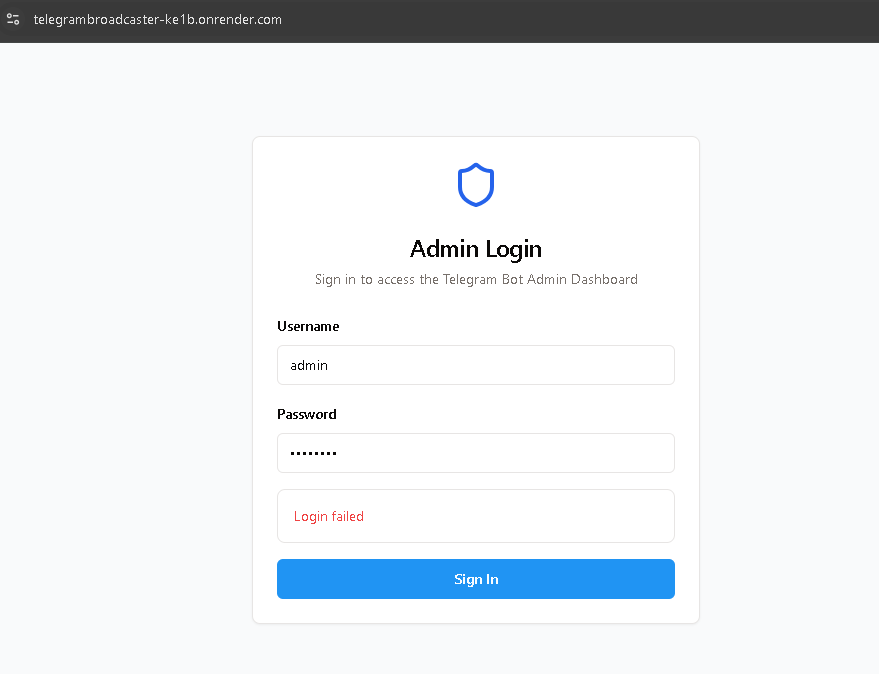 telegrambroadcaster-ke1b.onrender.com
Admin Login
Sign in to access the Telegram Bot Admin Dashboard
Username
admin
Password
••••••••
Login failed
Sign In